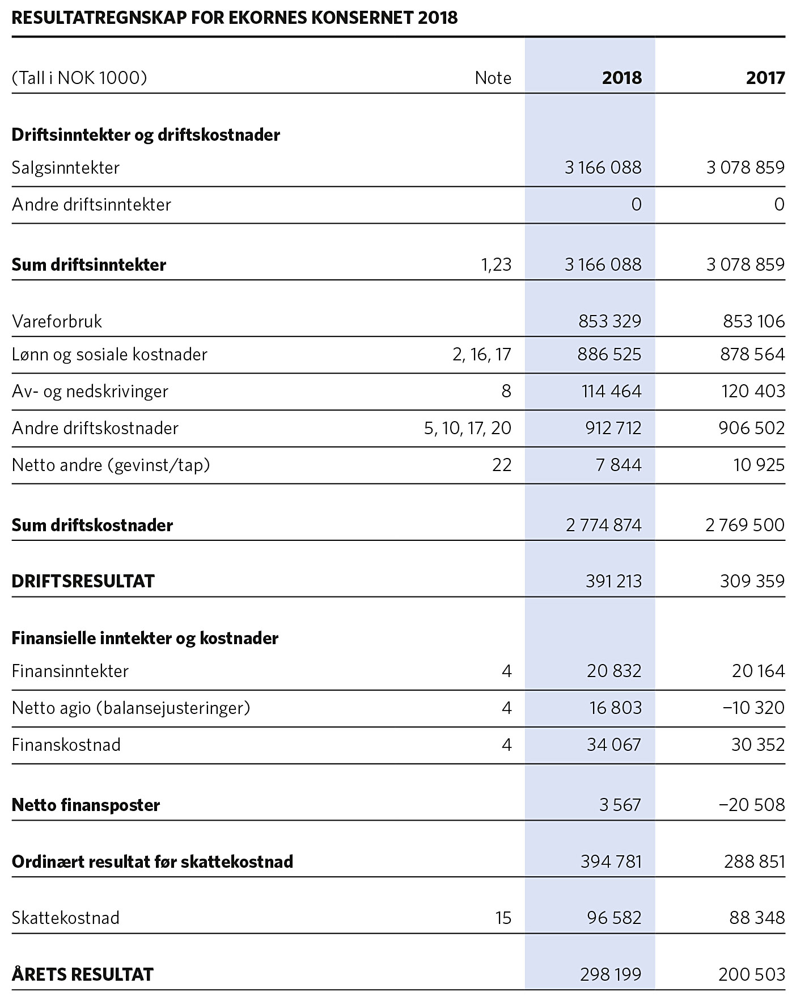 RESULTATREGNSKAP FOR EKORNES KONSERNET 2018
(Tall i NOK 1000) Note 2018 2017
Driftsinntekter og driftskostnader
Salgsinntekter 3 166 088 3 078 859
Andre driftsinntekter 0 0
Sum driftsinntekter 1,23 3 166 088 3 078 859
Vareforbruk 853 329 853 106
Lønn og sosiale kostnader 2, 16, 17 886 525 878 564
Av- og nedskrivinger 8 114 464 120 403
Andre driftskostnader 5, 10, 17, 20 912 712 906 502
Netto andre (gevinst/tap) 22 7 844 10 925
Sum driftskostnader 2 774 874 2 769 500
DRIFTSRESULTAT 391 213 309 359
Finansielle inntekter og kostnader
Finansinntekter 4 20 832 20 164
Netto agio (balansejusteringer) 4 16 803 –10 320
Finanskostnad 4 34 067 30 352
Netto finansposter 3 567 –20 508
Ordinært resultat før skattekostnad 394 781 288 851
Skattekostnad 15 96 582 88 348
ÅRETS RESULTAT 298 199 200 503